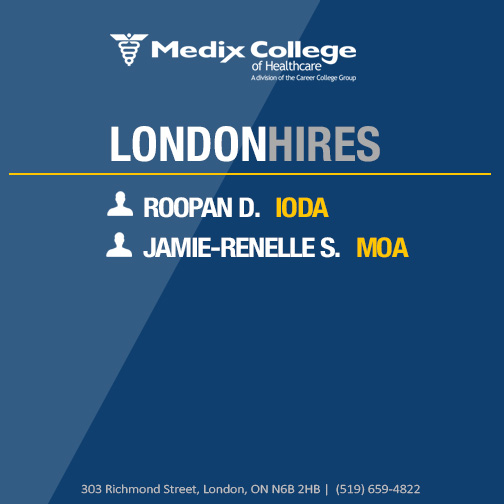 Medix College
of Healthcare
A division of the Career College Group
LONDONHIRES
ROOPAN D. IODA
JAMIE-RENELLE S. MOA
303 Richmond Street, London, ON N6B 2HB | (519) 659-4822